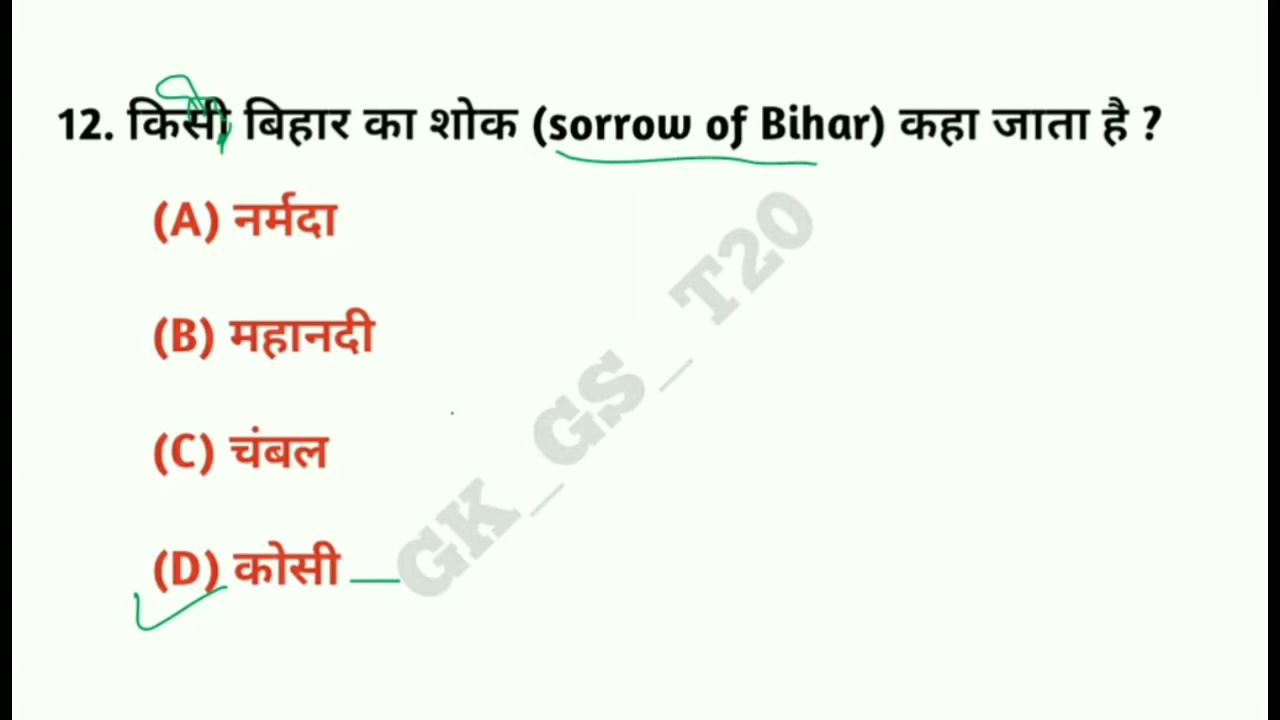 12. किसी बिहार का शोक (sorrow of Bihar) कहा जाता है ?
(A) नर्मदा
(B) महानदी
(C) चंबल
(D) कोसी
GK_GS_T20